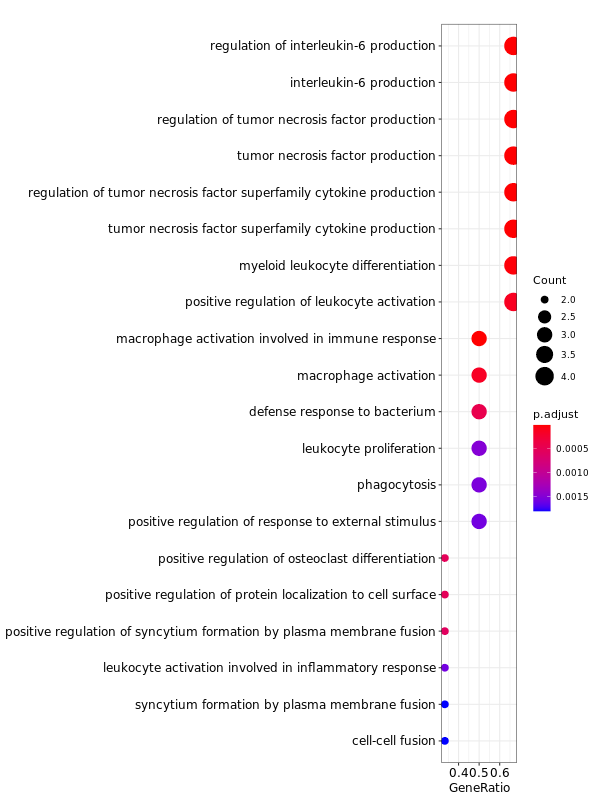 regulation of interleukin-6 production
interleukin-6 production
regulation of tumor necrosis factor production
tumor necrosis factor production
regulation of tumor necrosis factor superfamily cytokine production
tumor necrosis factor superfamily cytokine production
myeloid leukocyte differentiation
positive regulation of leukocyte activation
macrophage activation involved in immune response
macrophage activation
defense response to bacterium
leukocyte proliferation
phagocytosis
positive regulation of response to external stimulus
positive regulation of osteoclast differentiation
positive regulation of protein localization to cell surface
positive regulation of syncytium formation by plasma membrane fusion
leukocyte activation involved in inflammatory response
syncytium formation by plasma membrane fusion
cell-cell fusion
0.4 0.5 0.6
GeneRatio
Count
2.0
2.5
3.0
3.5
4.0
p.adjust
0.0005
0.0010
0.0015